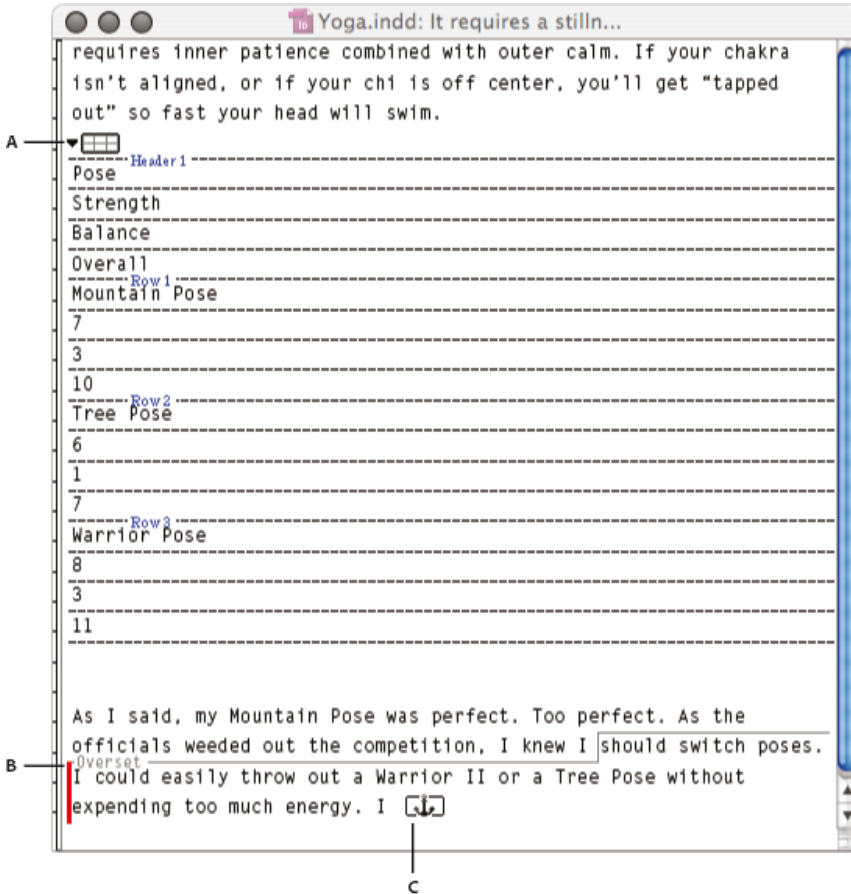 Yoga.indd: It requires a stilln...
requires inner patience combined with outer calm. If your chakra
isn't aligned, or if your chi is off center, you'll get “tapped
out” so fast your head will swim.
A
Header 1
Pose
Strength
Balance
Overall
Row 1
Mountain Pose
7
3
10
Row 2
Tree Pose
6
1
7
Row 3
Warrior Pose
8
3
11
As I said, my Mountain Pose was perfect. Too perfect. As the
officials weeded out the competition, I knew I should switch poses.
B
Overset
I could easily throw out a Warrior II or a Tree Pose without
expending too much energy. I
C